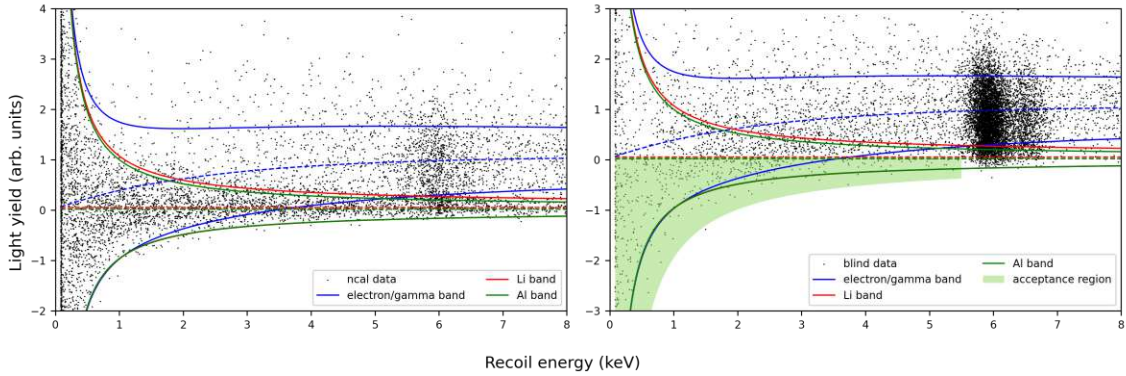 Light yield (arb. units)
4
3
2
1
0
−1
−2
0 1 2 3 4 5 6 7 8
ncal data
electron/gamma band
Li band
Al band
3
2
1
0
−1
−2
−3
0 1 2 3 4 5 6 7 8
blind data
electron/gamma band
Li band
Al band
acceptance region
Recoil energy (keV)